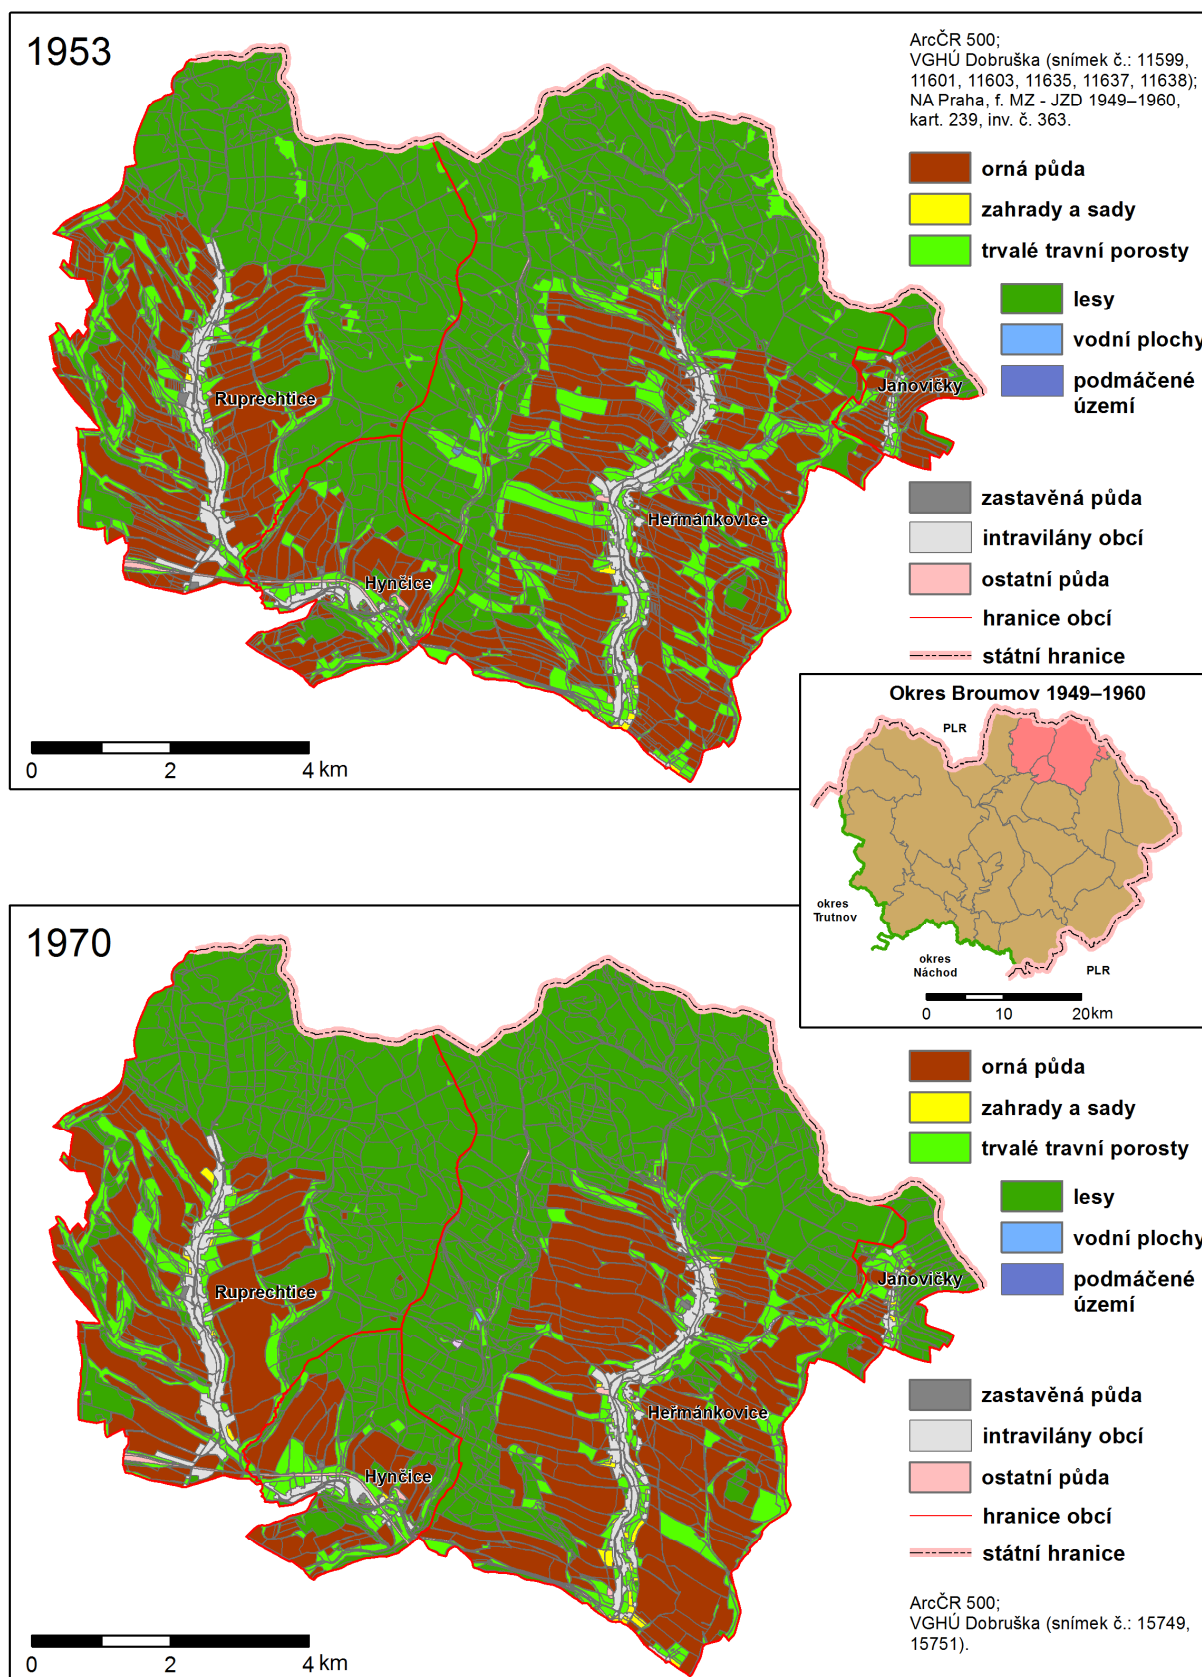 1953
ArcČR 500;
VGHÚ Dobruška (snímek č.: 11599,
11601, 11603, 11635, 11637, 11638);
NA Praha, f. MZ - JZD 1949–1960,
kart. 239, inv. č. 363.
orná půda
zahrady a sady
trvalé travní porosty
lesy
vodní plochy
podmáčené
území
zastavěná půda
intravilány obcí
ostatní půda
hranice obcí
státní hranice
Ruprechtice
Janovičky
Heřmánkovice
Hynčice
0 2 4 km
Okres Broumov 1949–1960
PLR
okres
Trutnov
okres
Náchod
PLR
0 10 20 km
1970
orná půda
zahrady a sady
trvalé travní porosty
lesy
vodní plochy
podmáčené
území
zastavěná půda
intravilány obcí
ostatní půda
hranice obcí
státní hranice
Ruprechtice
Janovičky
Heřmánkovice
Hynčice
0 2 4 km
ArcČR 500;
VGHÚ Dobruška (snímek č.: 15749,
15751).